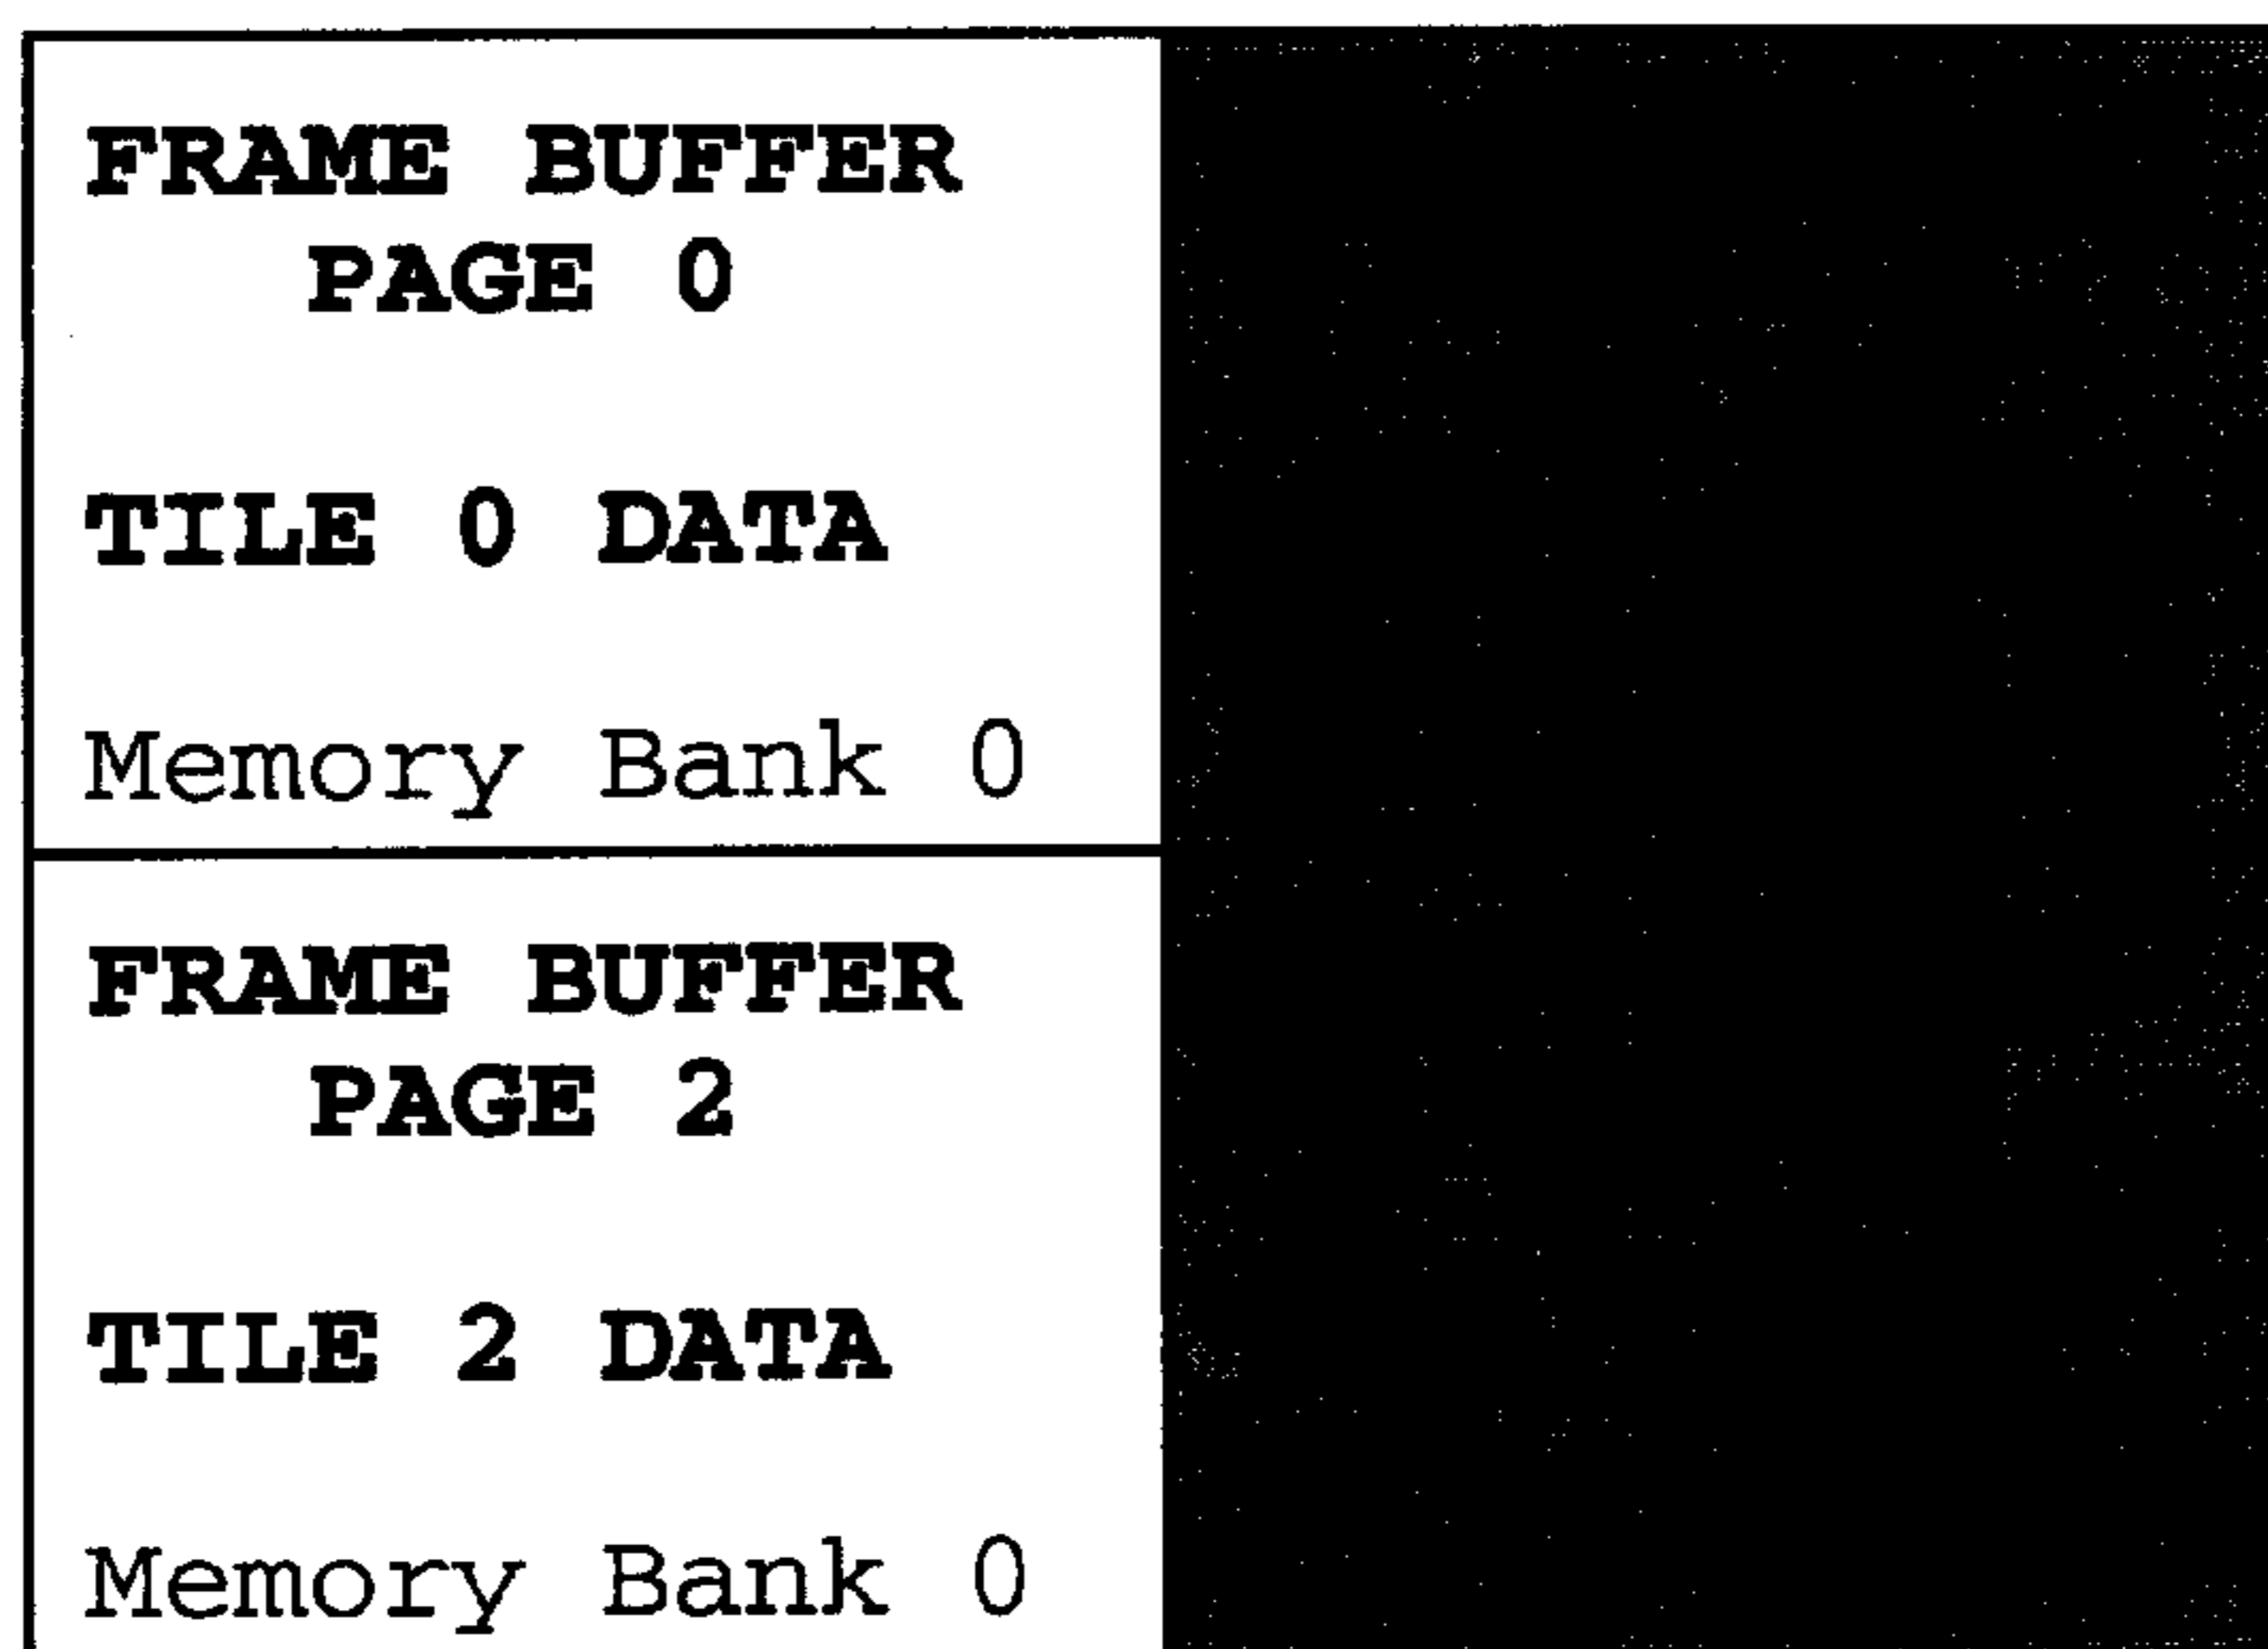 FRAME BUFFER
PAGE 0
TILE 0 DATA
Memory Bank 0
FRAME BUFFER
PAGE 2
TILE 2 DATA
Memory Bank 0